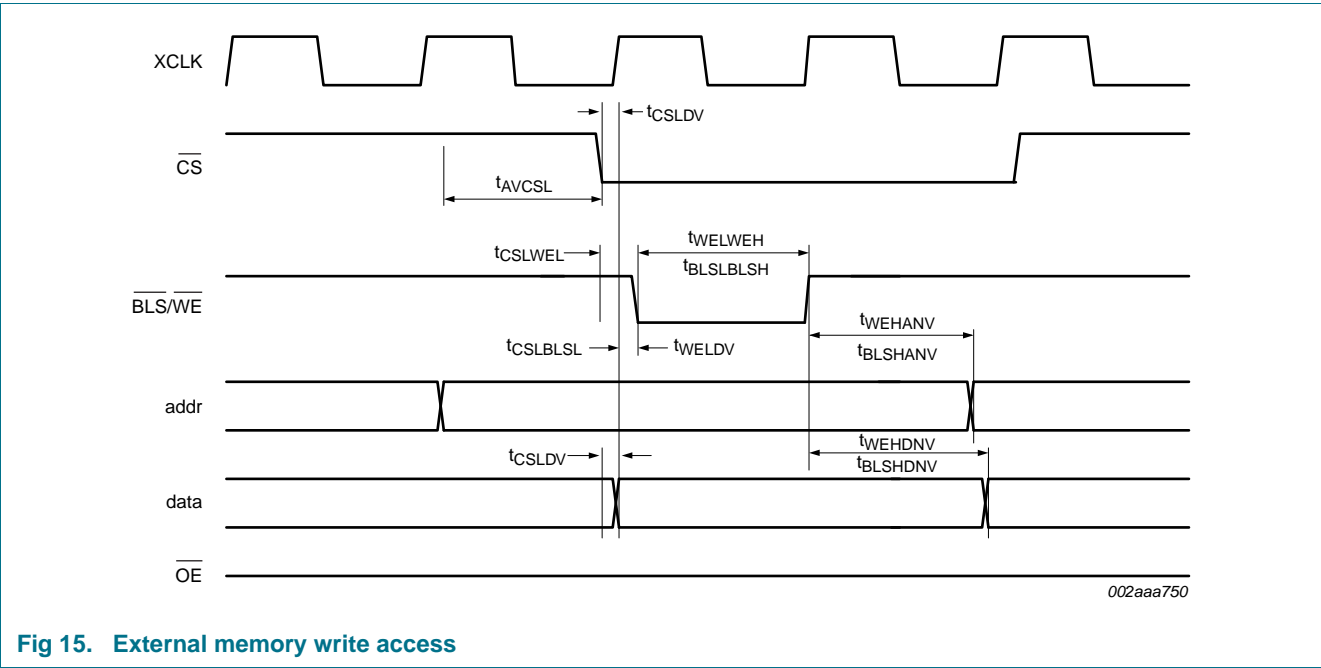 XCLK
tCSLDV
CS
tAVCSL
tCSLWEL
tWELWEH
tBLSLBLSH
BLS/WE
tWEHANV
tCSLBLSL
tWELDV
tBLSHANV
addr
tWEHDNV
tCSLDV
tBLSHDNV
data
OE
002aaa750
Fig 15. External memory write access